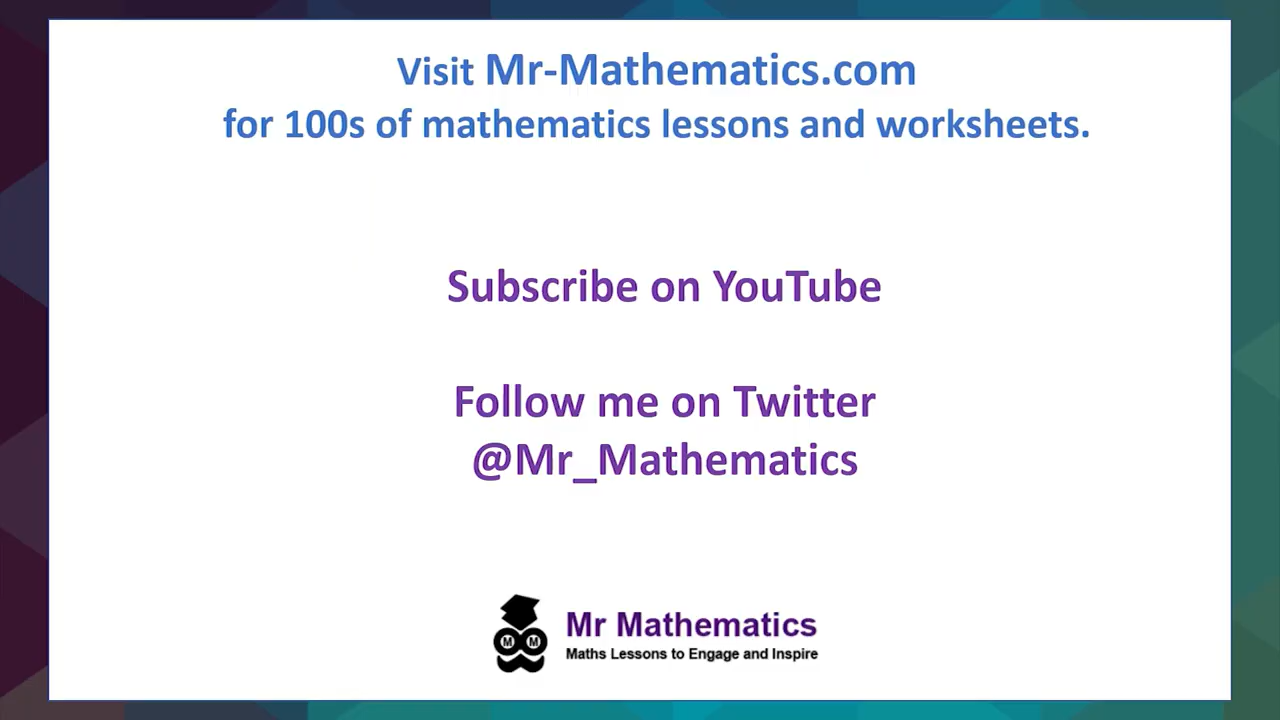 Visit Mr-Mathematics.com
for 100s of mathematics lessons and worksheets.
Subscribe on YouTube
Follow me on Twitter
@Mr_Mathematics
M M
Mr Mathematics
Maths Lessons to Engage and Inspire